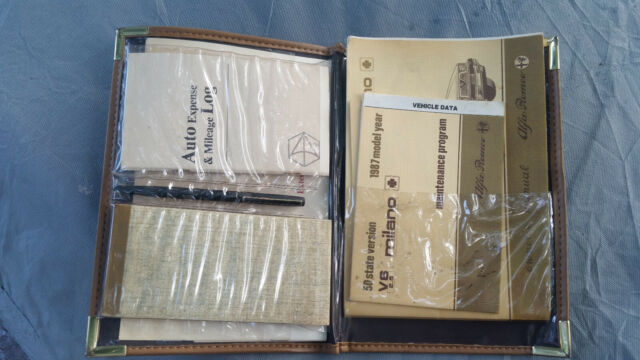 Auto Expense
& Mileage Log
VEHICLE DATA
Alfa Romeo
maintenance program
1987 model year
milano
V6
50 state version
Alfa Romeo